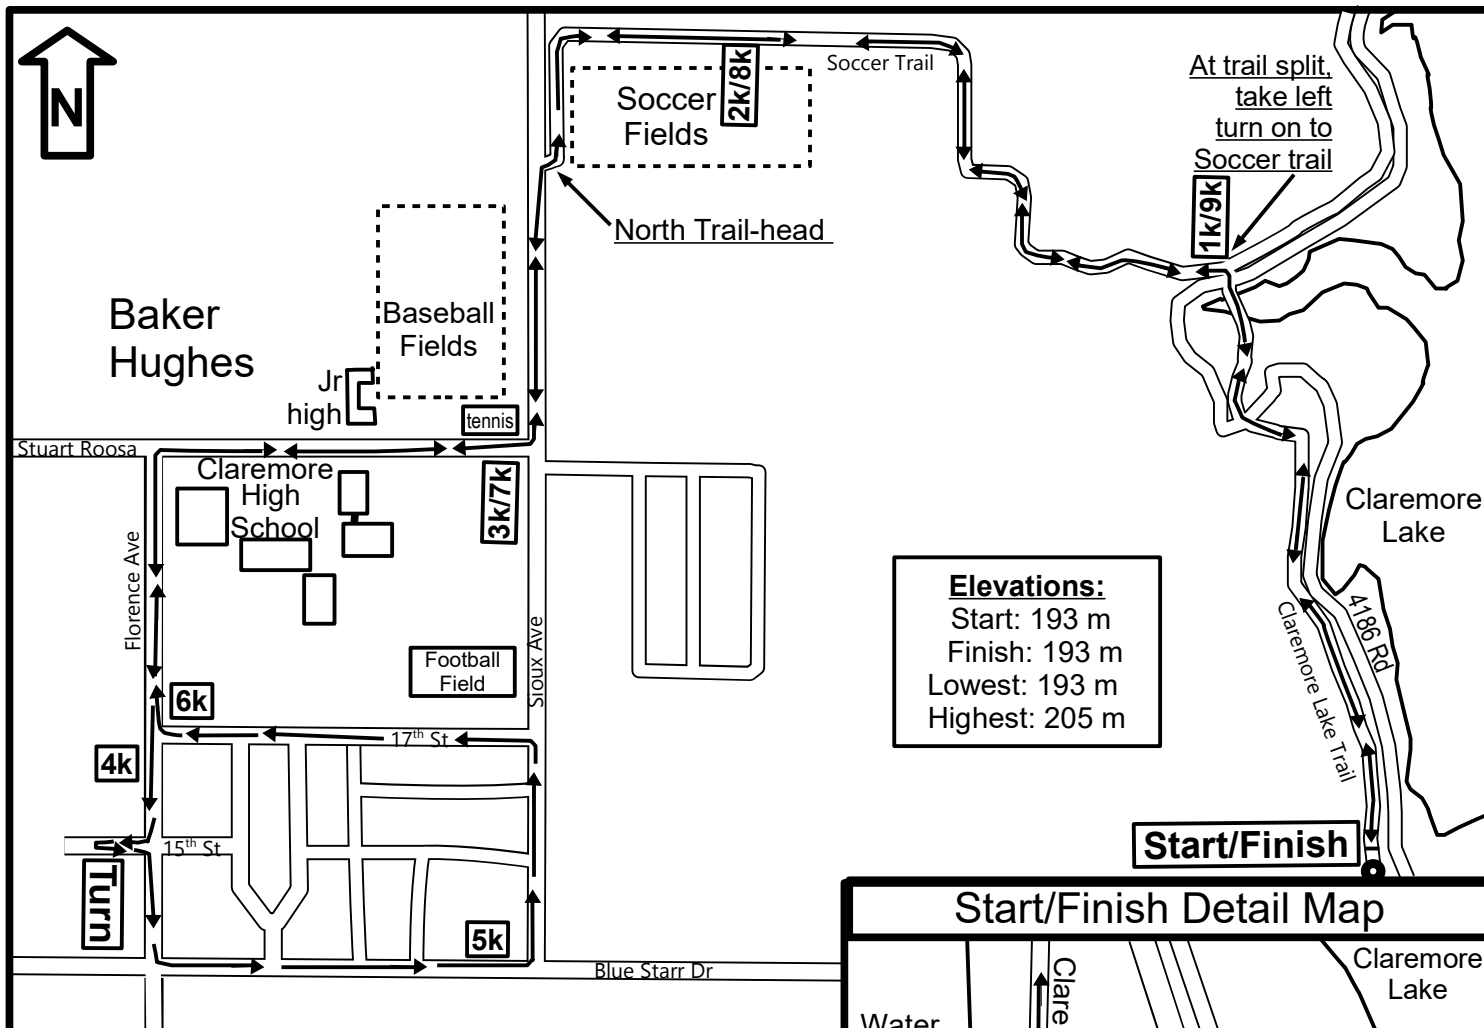 N
Soccer Trail
At trail split,
take left
turn on to
Soccer trail
Soccer
Fields
2k/8k
1k/9k
North Trail-head
Baker
Hughes
Baseball
Fields
Jr
high
tennis
Stuart Roosa
Claremore
High
School
3k/7k
Claremore
Lake
Florence Ave
Sioux Ave
Football
Field
Elevations:
Start: 193 m
Finish: 193 m
Lowest: 193 m
Highest: 205 m
4186 Rd
Claremore Lake Trail
6k
17th St
4k
15th St
Turn
5k
Start/Finish
Blue Starr Dr
Start/Finish Detail Map
Claremore
Lake
Clare
Water